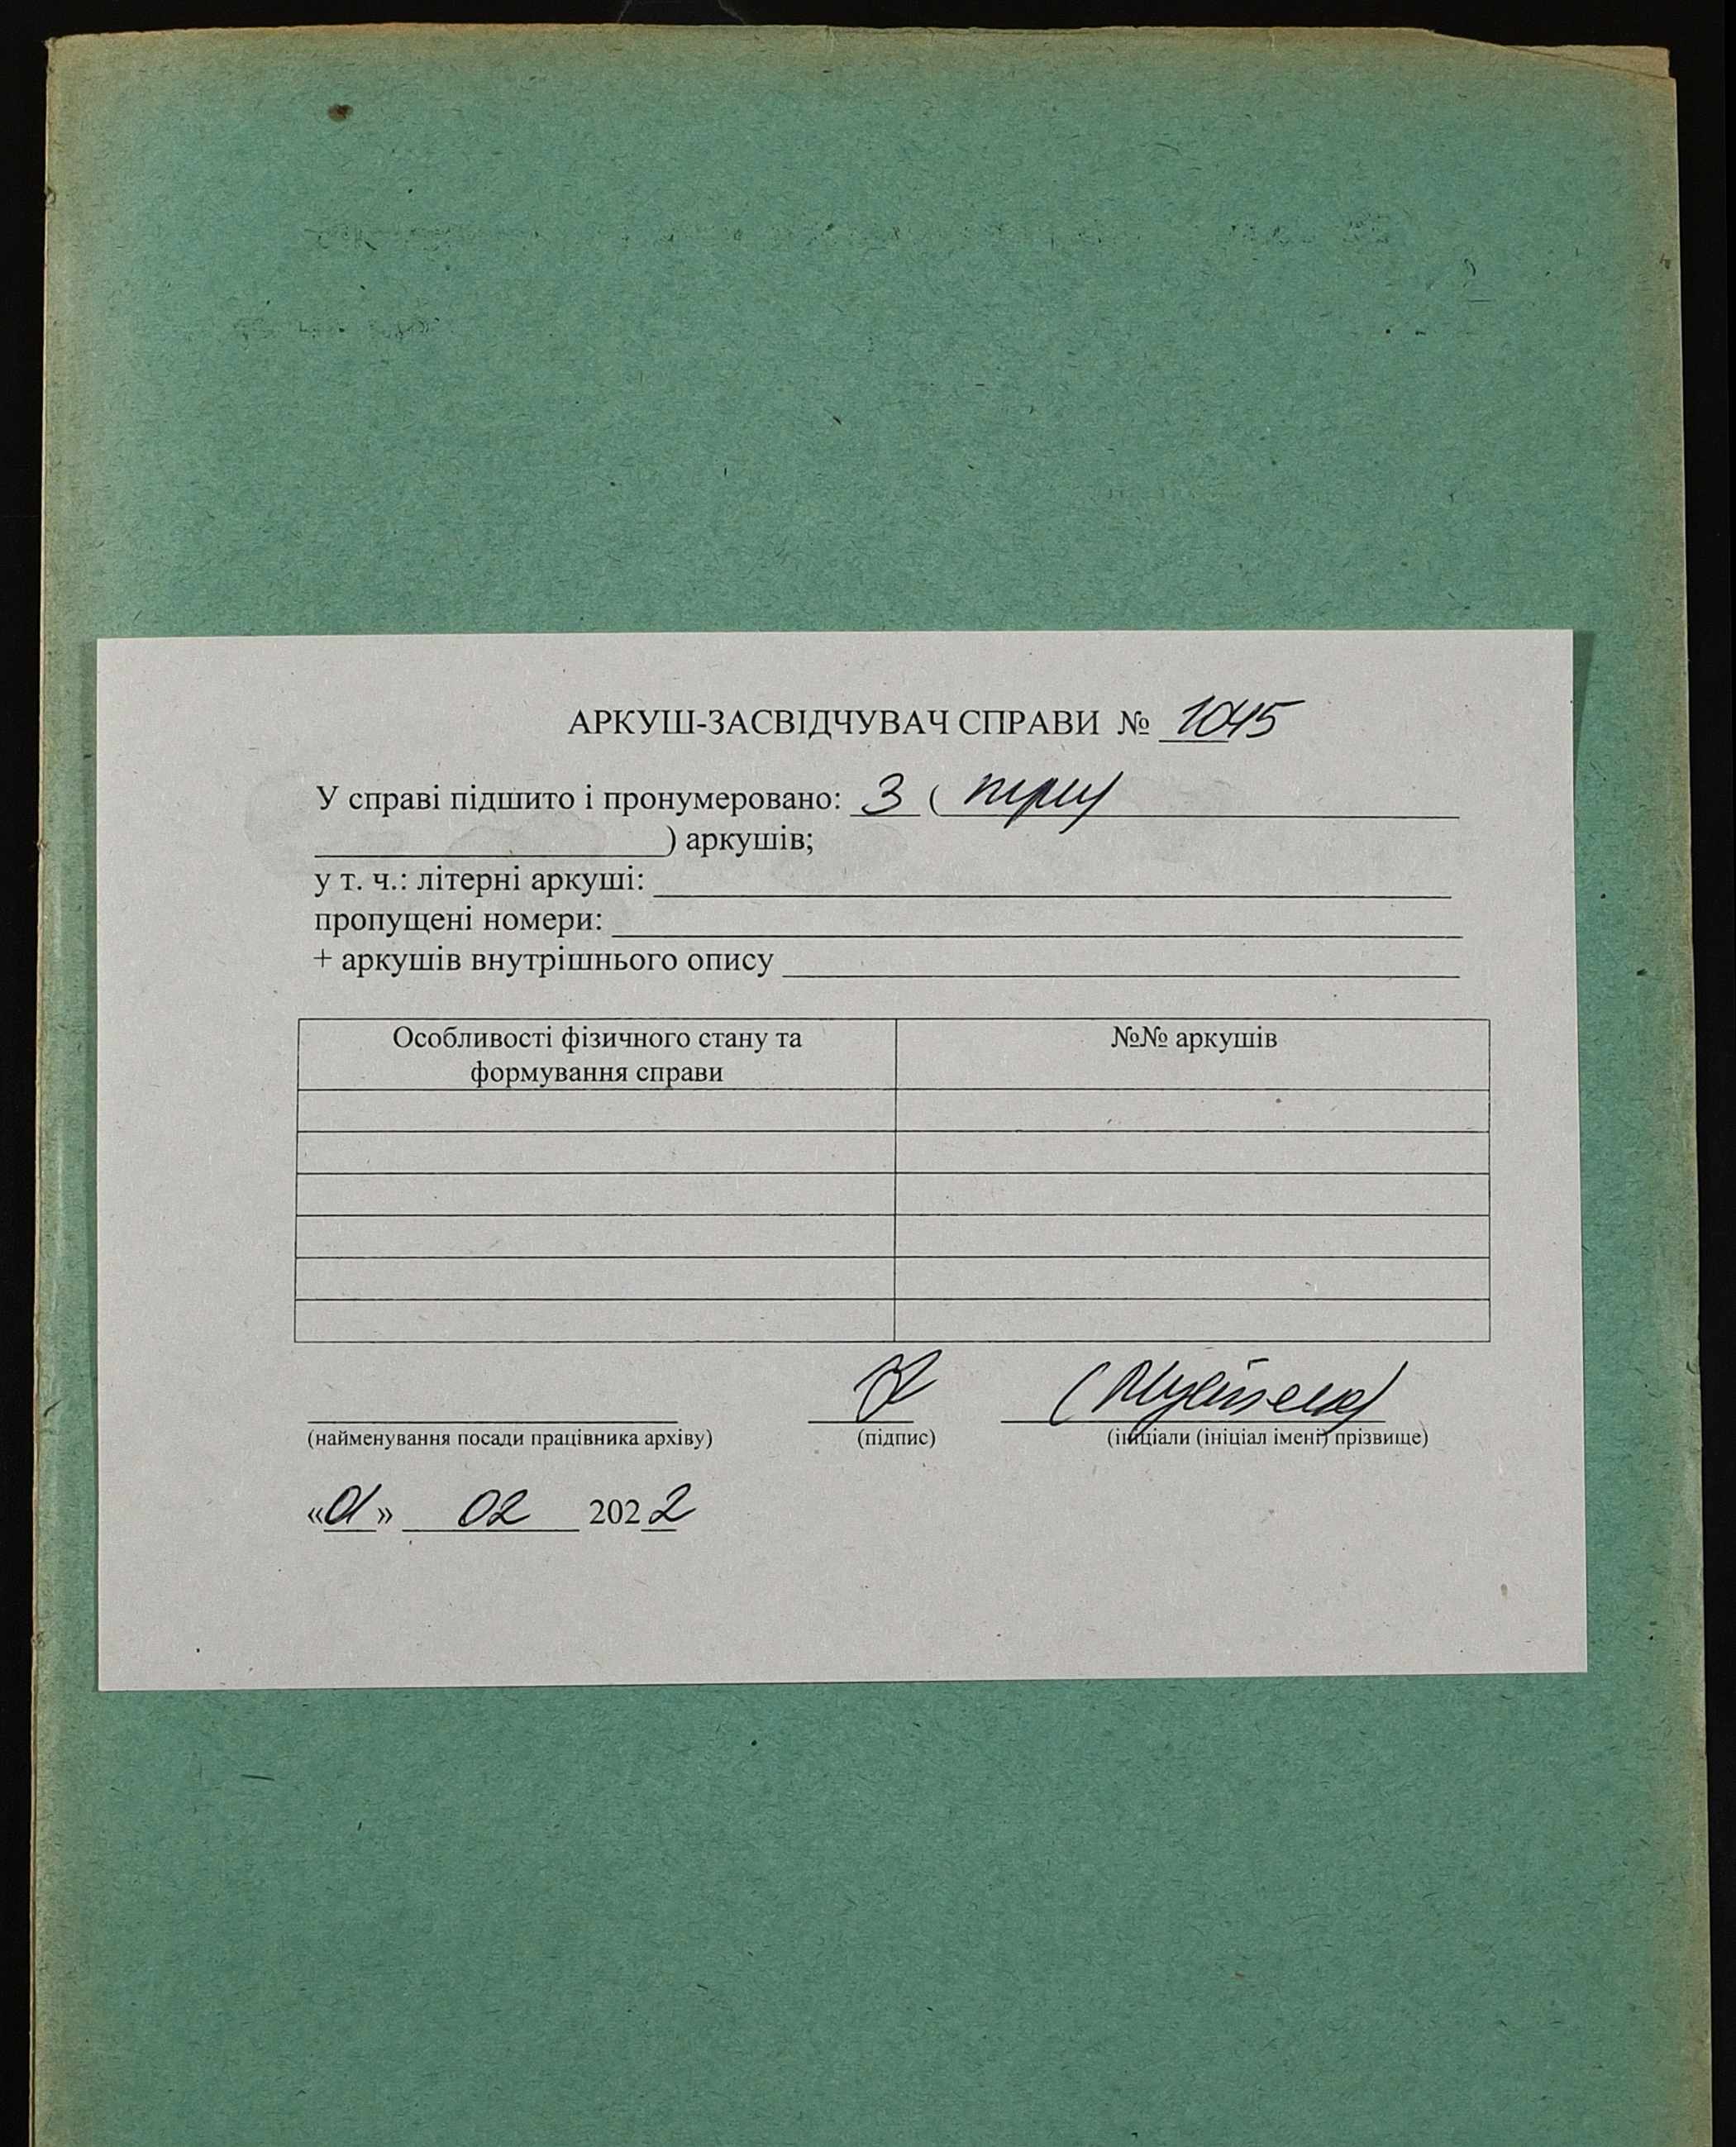 АРКУШ-ЗАСВІДЧУВАЧ СПРАВИ № 1045
У справі підшито і пронумеровано: 3 ( три
) аркушів;
у т. ч.: літерні аркуші:
пропущені номери:
+ аркушів внутрішнього опису
Особливості фізичного стану та
формування справи
№№ аркушів
(найменування посади працівника архіву) (підпис) (ініціали (ініціал імені) прізвище)
«01» 02 2022